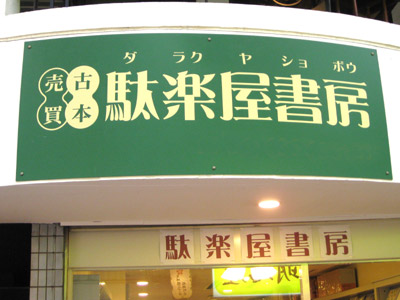 ダ ラク ヤ ショ ボウ
古本
売買
駄楽屋書房
駄楽屋書房